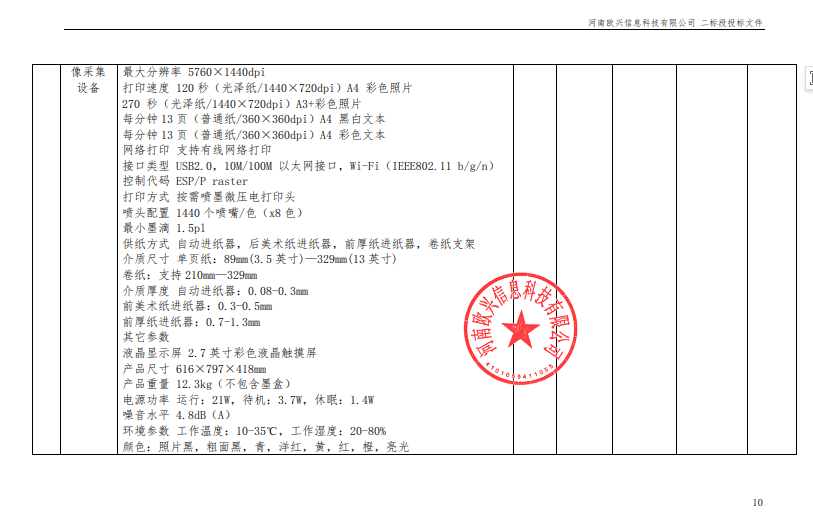 河南欧兴信息科技有限公司 二标段投标文件
像采集
设备
最大分辨率 5760×1440dpi
打印速度 120 秒（光泽纸/1440×720dpi）A4 彩色照片
270 秒（光泽纸/1440×720dpi）A3+彩色照片
每分钟 13 页（普通纸/360×360dpi）A4 黑白文本
每分钟 13 页（普通纸/360×360dpi）A4 彩色文本
网络打印 支持有线网络打印
接口类型 USB2.0，10M/100M 以太网接口，Wi-Fi（IEEE802.11 b/g/n）
控制代码 ESP/P raster
打印方式 按需喷墨微压电打印头
喷头配置 1440 个喷嘴/色（x8 色）
最小墨滴 1.5pl
供纸方式 自动进纸器，后美术纸进纸器，前厚纸进纸器，卷纸支架
介质尺寸 单页纸：89mm(3.5 英寸)—329mm(13 英寸)
卷纸：支持 210mm—329mm
介质厚度 自动进纸器：0.08-0.3mm
前美术纸进纸器：0.3-0.5mm
前厚纸进纸器：0.7-1.3mm
其它参数
液晶显示屏 2.7 英寸彩色液晶触摸屏
产品尺寸 616×797×418mm
产品重量 12.3kg（不包含墨盒）
电源功率 运行：21W，待机：3.7W，休眠：1.4W
噪音水平 4.8dB（A）
环境参数 工作温度：10-35℃，工作湿度：20-80%
颜色：照片黑，粗面黑，青，洋红，黄，红，橙，亮光
河南欧兴信息科技有限公司
4101055411055
10